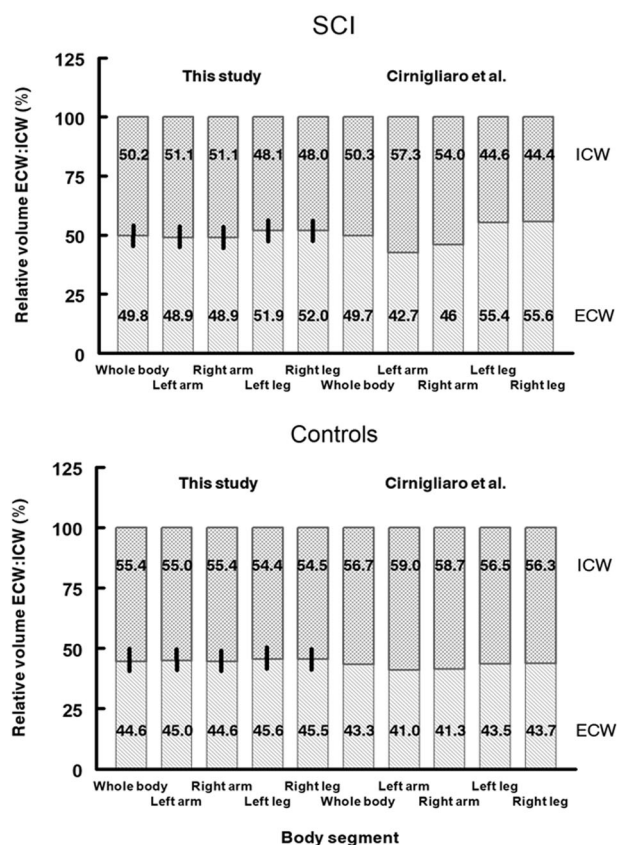 SCI
Relative volume ECW:ICW (%)
125
100
75
50
25
0
This study
Cirnigliaro et al.
50.2 51.1 51.1 48.1 48.0 50.3 57.3 54.0 44.6 44.4
ICW
49.8 48.9 48.9 51.9 52.0 49.7 42.7 46 55.4 55.6
ECW
Whole body Right arm Right leg Left arm Left leg
Left arm Left leg Whole body Right arm Right leg
Controls
Relative volume ECW:ICW (%)
125
100
75
50
25
0
This study
Cirnigliaro et al.
55.4 55.0 55.4 54.4 54.5 56.7 59.0 58.7 56.5 56.3
ICW
44.6 45.0 44.6 45.6 45.5 43.3 41.0 41.3 43.5 43.7
ECW
Whole body Right arm Right leg Left arm Left leg
Left arm Left leg Whole body Right arm Right leg
Body segment